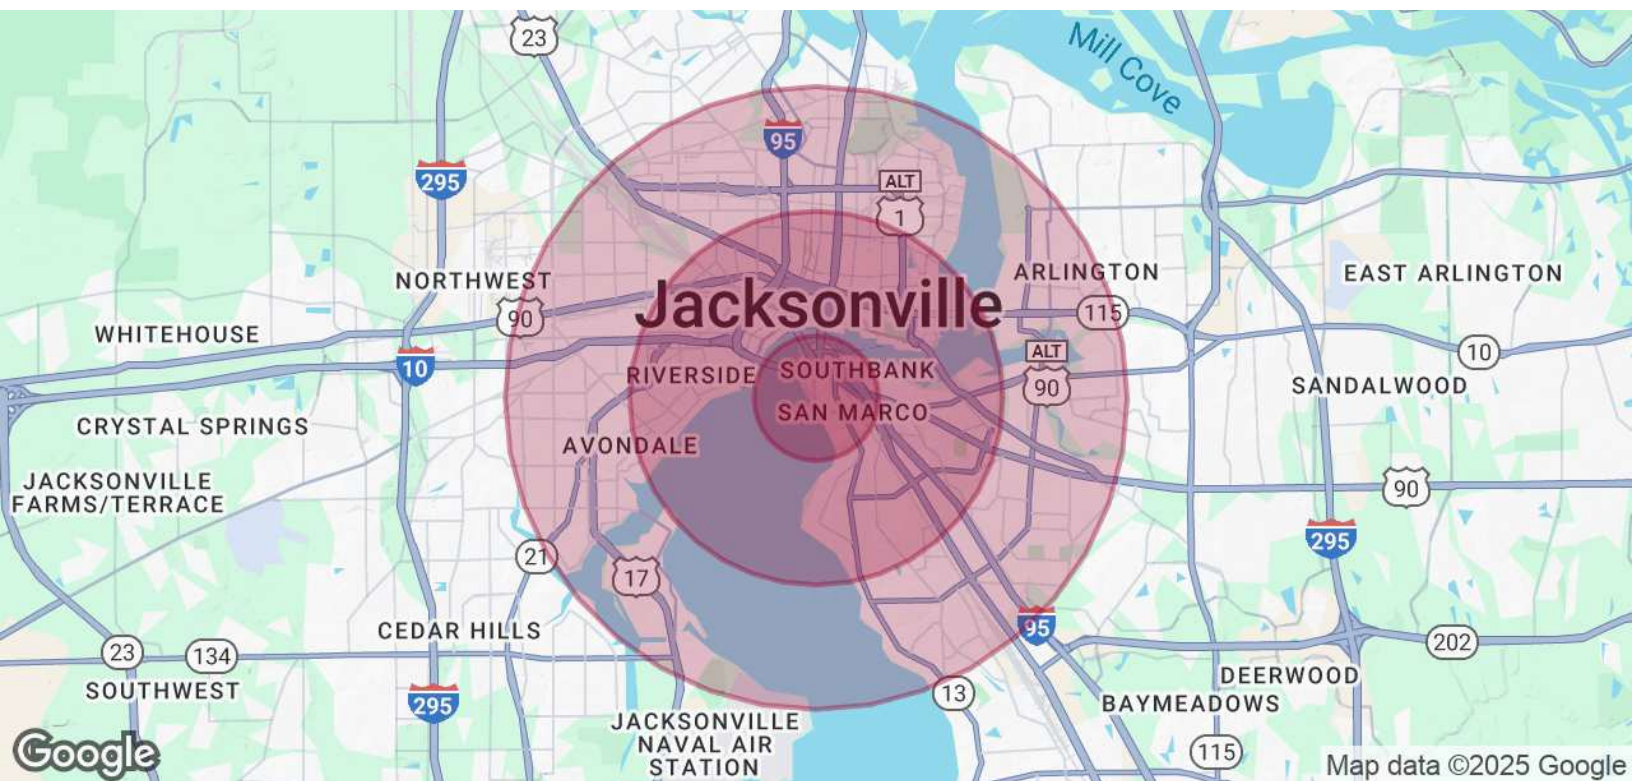 23
Mill Cove
95
295
ALT
1
NORTHWEST
ARLINGTON
EAST ARLINGTON
Jacksonville
90
115
WHITEHOUSE
ALT
10
10
RIVERSIDE
SOUTHBANK
90
SANDALWOOD
SAN MARCO
CRYSTAL SPRINGS
AVONDALE
JACKSONVILLE
FARMS/TERRACE
90
295
21
17
CEDAR HILLS
95
23
134
202
SOUTHWEST
DEERWOOD
295
13
BAYMEADOWS
JACKSONVILLE
NAVAL AIR
STATION
115
Google
Map data ©2025 Google